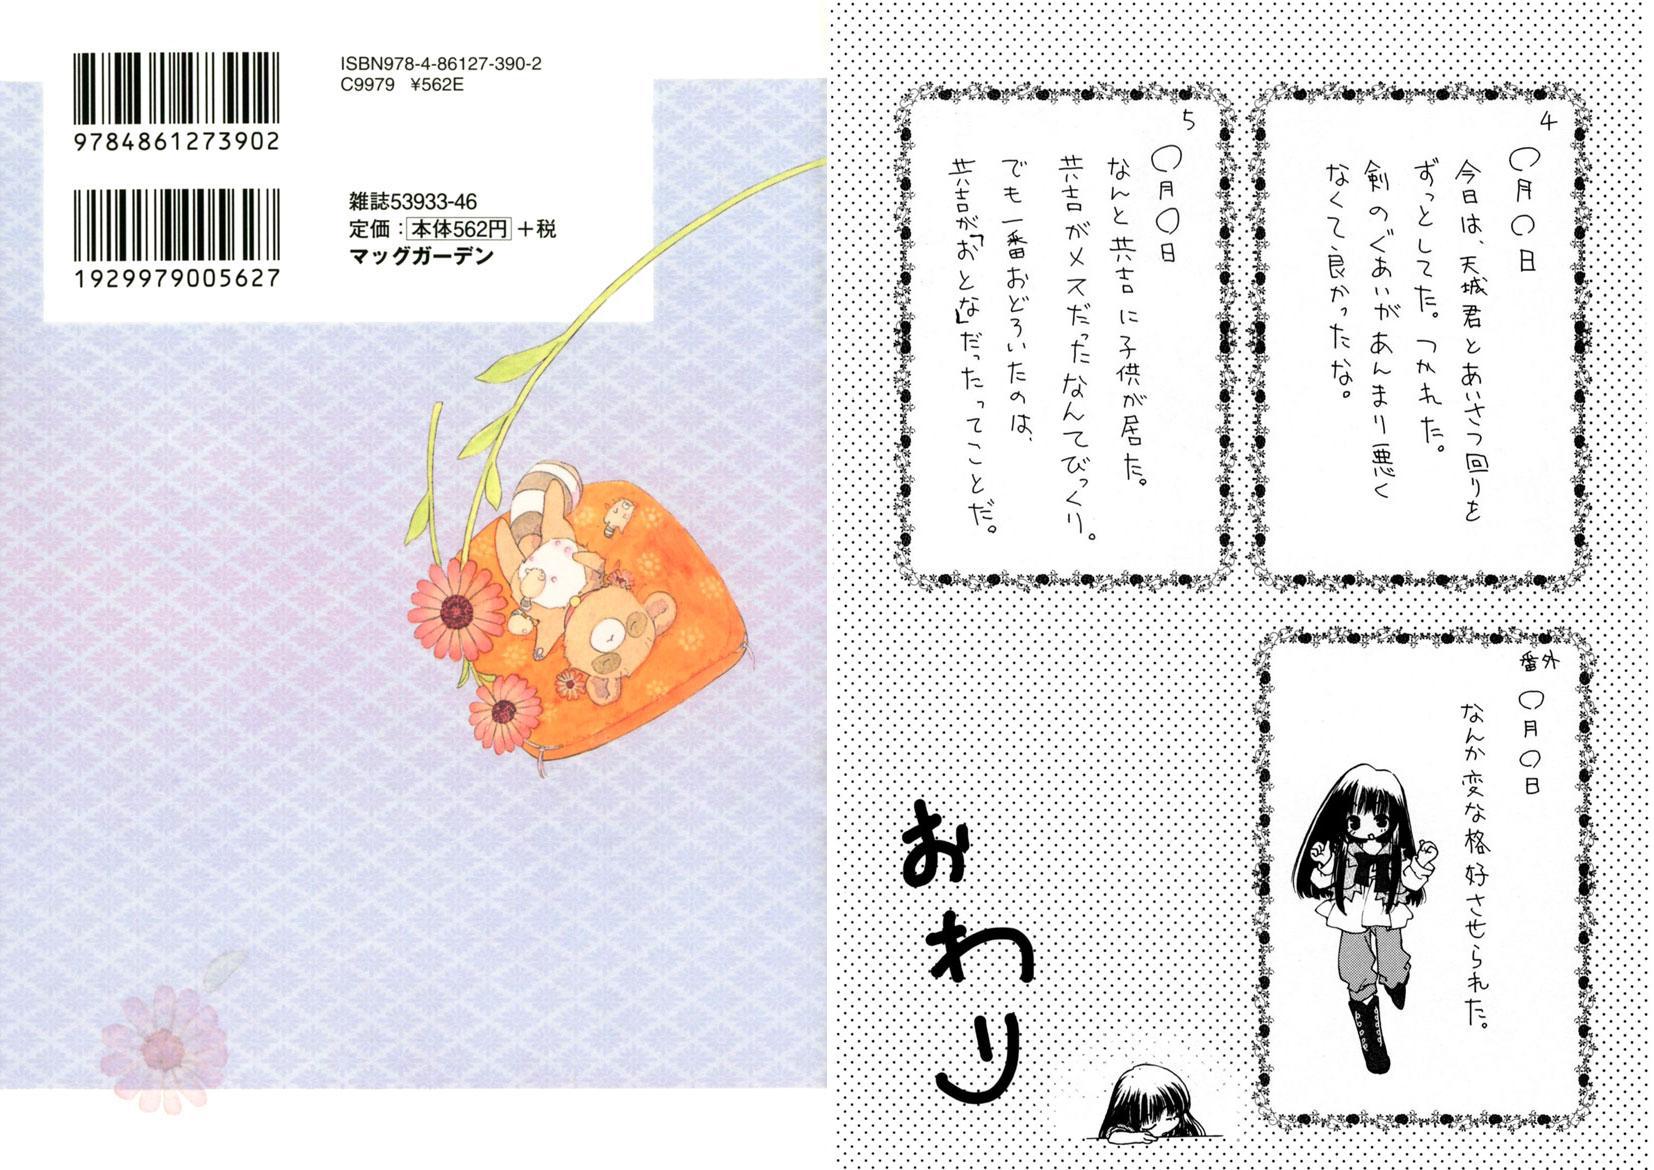 ISBN978-4-86127-390-2
C9979 ¥562E
9784861273902
雑誌53933-46
定価：本体562円+税
マッグガーデン
1929979005627
4
〇月〇日
今日は、天城君とあいさつ回りを
ずっとしてた。つかれた。
剣のぐあいがあんまり悪く
なくて良かったな。
5
〇月〇日
なんと共吉に子供が居た。
共吉がメスだったなんてびっくり。
でも一番おどろいたのは、
共吉が「おとな」だったってことだ。
番外
〇月〇日
なんか変な格好させられた。
おわり